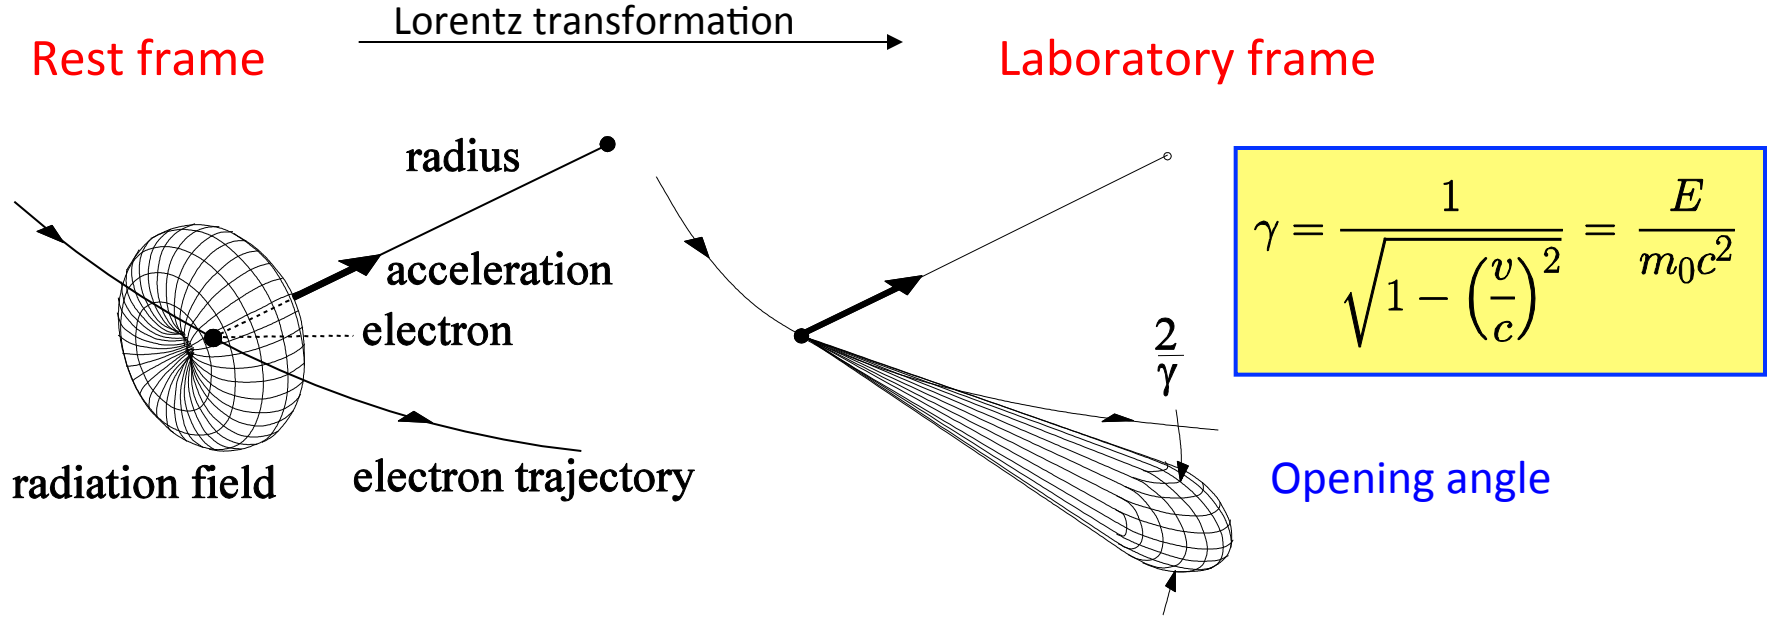 Lorentz transformation
Rest frame
Laboratory frame
radius
acceleration
electron
radiation field
electron trajectory
2/γ
γ = 1/√(1 − (v/c)²) = E/(m₀c²)
Opening angle